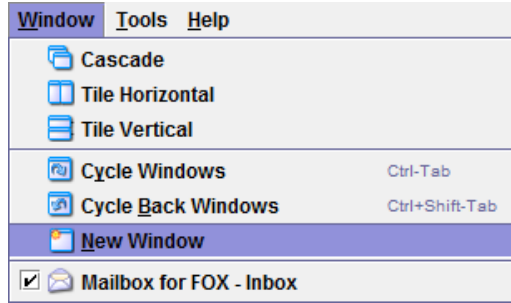 Window Tools Help
Cascade
Tile Horizontal
Tile Vertical
Cycle Windows Ctrl-Tab
Cycle Back Windows Ctrl+Shift-Tab
New Window
Mailbox for FOX - Inbox